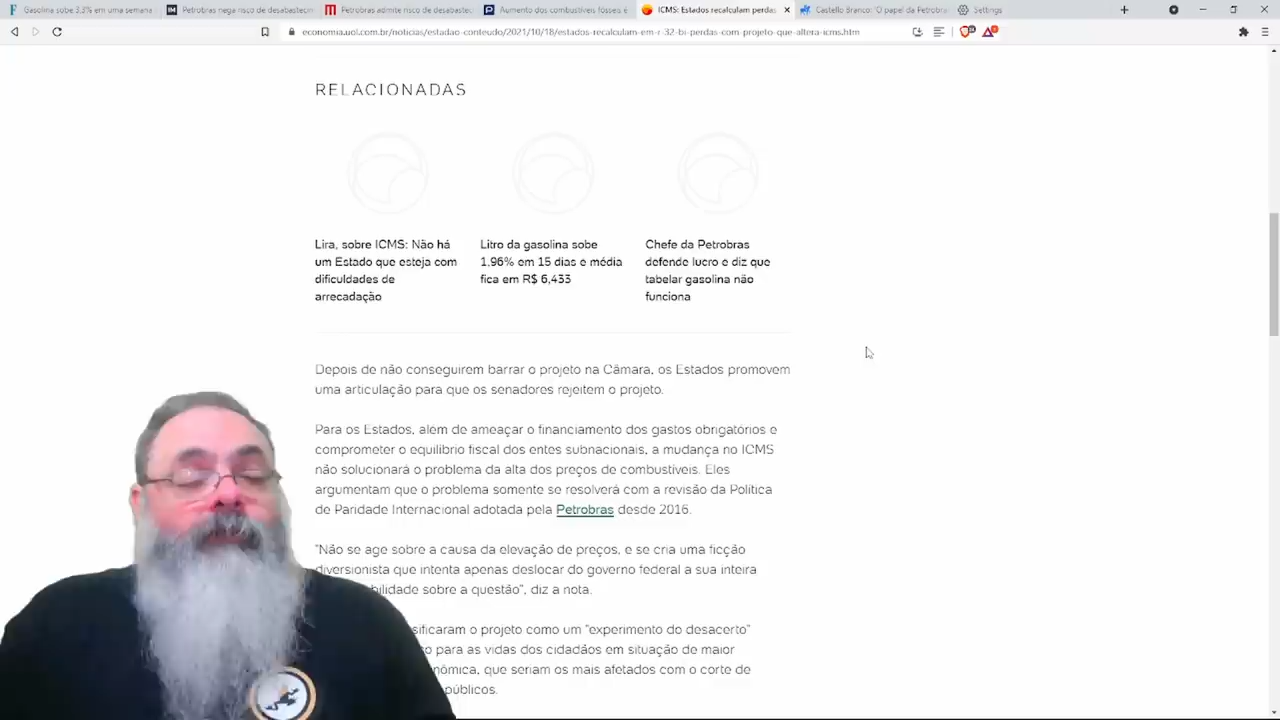 Gasolina sobe 3,3% em uma semana
Petrobras nega risco de desabastecim
Petrobras admite risco de desabastec
Aumento dos combustíveis fósseis é
ICMS: Estados recalculam perdas
Castello Branco: 'O papel da Petrobra
Settings
economia.uol.com.br/noticias/estadao-conteudo/2021/10/18/estados-recalculam-em-r-32-bi-perdas-com-projeto-que-altera-icms.htm
RELACIONADAS
Lira, sobre ICMS: Não há
um Estado que esteja com
dificuldades de
arrecadação
Litro da gasolina sobe
1,96% em 15 dias e média
fica em R$ 6,433
Chefe da Petrobras
defende lucro e diz que
tabelar gasolina não
funciona
Depois de não conseguirem barrar o projeto na Câmara, os Estados promovem
uma articulação para que os senadores rejeitem o projeto.
Para os Estados, além de ameaçar o financiamento dos gastos obrigatórios e
comprometer o equilíbrio fiscal dos entes subnacionais, a mudança no ICMS
não solucionará o problema da alta dos preços de combustíveis. Eles
argumentam que o problema somente se resolverá com a revisão da Política
de Paridade Internacional adotada pela Petrobras desde 2016.
"Não se age sobre a causa da elevação de preços, e se cria uma ficção
diversionista que intenta apenas deslocar do governo federal a sua inteira
bilidade sobre a questão", diz a nota.
sificaram o projeto como um "experimento do desacerto"
so para as vidas dos cidadãos em situação de maior
nômica, que seriam os mais afetados com o corte de
públicos.